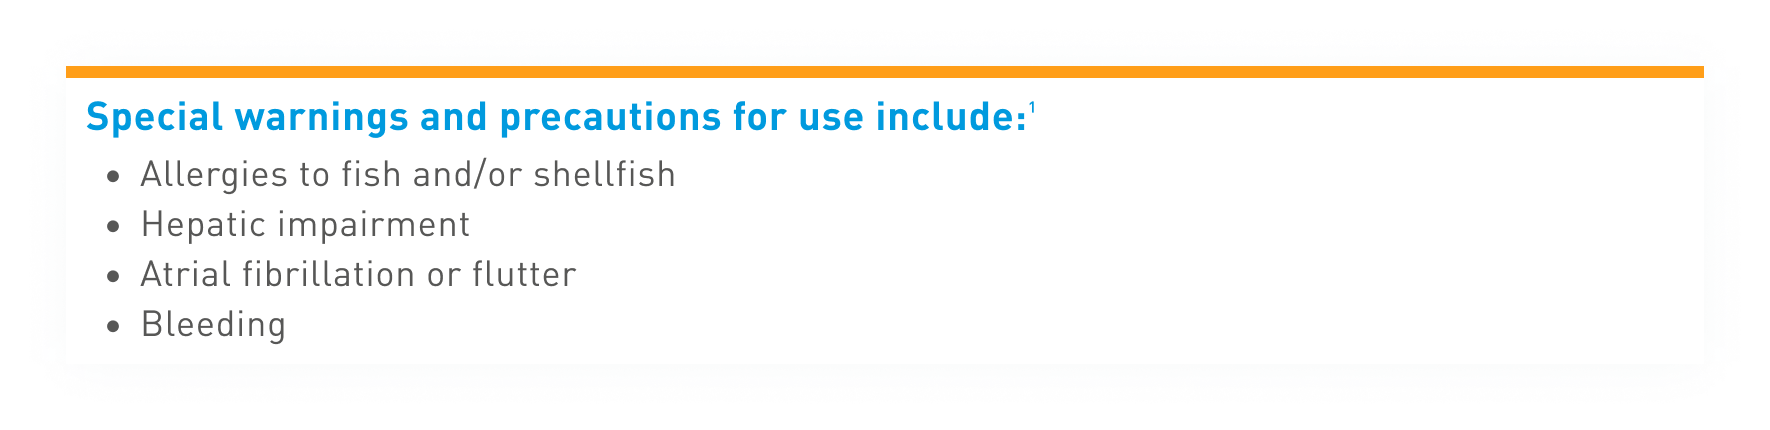 Special warnings and precautions for use include:¹
• Allergies to fish and/or shellfish
• Hepatic impairment
• Atrial fibrillation or flutter
• Bleeding